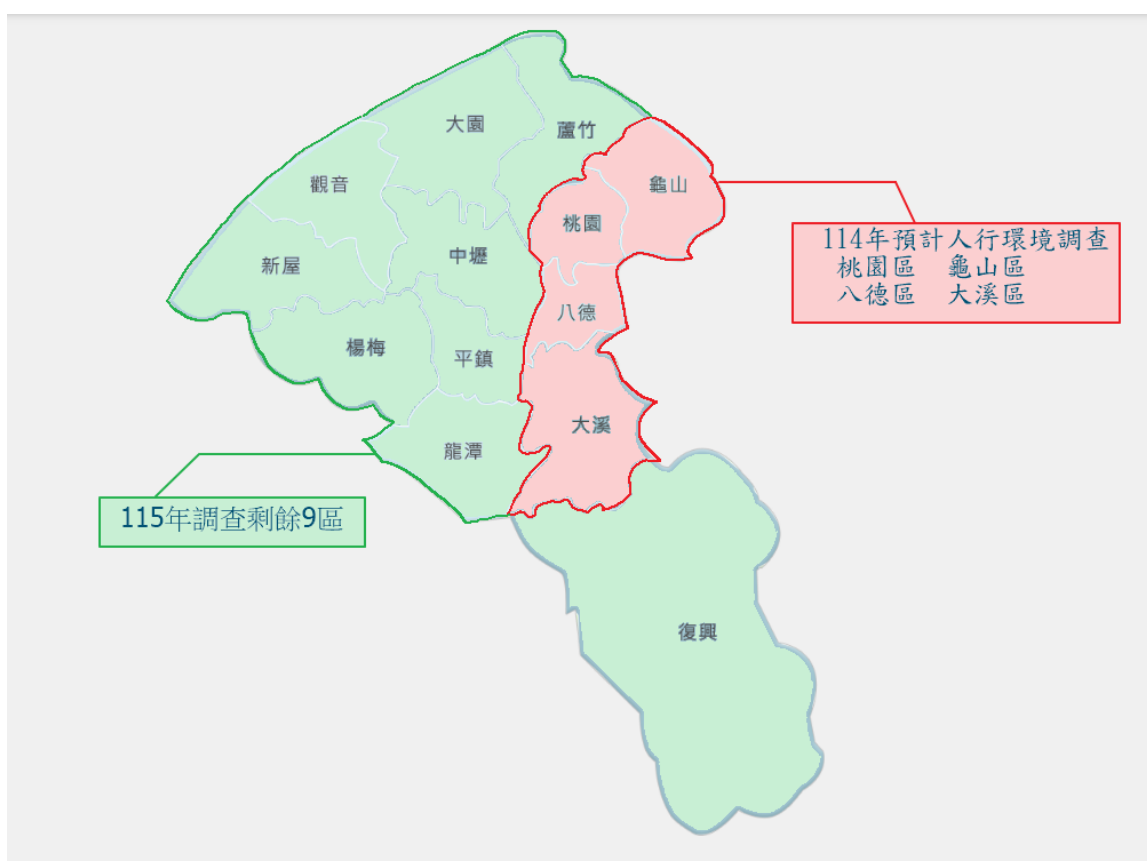 大園
蘆竹
觀音
龜山
桃園
114年預計人行環境調查
桃園區 龜山區
八德區 大溪區
中壢
新屋
八德
楊梅
平鎮
大溪
龍潭
115年調查剩餘9區
復興